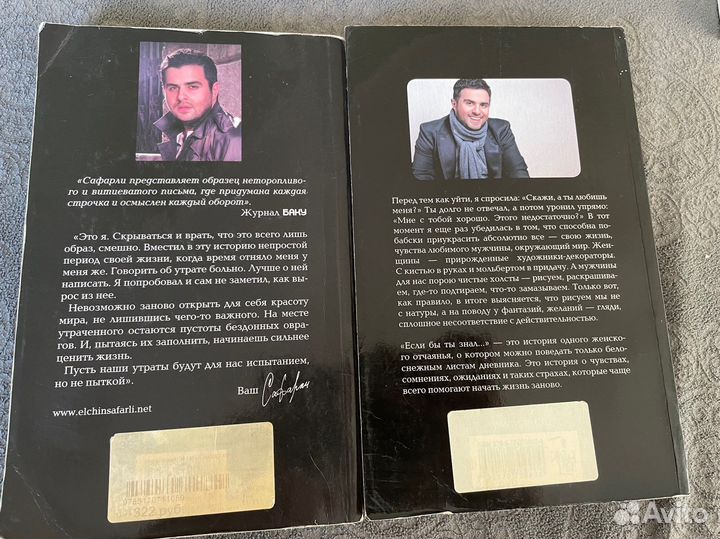 «Сафарли представляет образец неторопливо-
го и витиеватого письма, где придумана каждая
строчка и осмыслен каждый оборот».
Журнал БАКУ
«Это я. Скрываться и врать, что это всего лишь
образ, смешно. Вместил в эту историю непростой
период своей жизни, когда время отняло меня у
меня же. Говорить об утрате больно. Лучше о ней
написать. Я попробовал и сам не заметил, как вы-
рос из нее.
Невозможно заново открыть для себя красоту
мира, не лишившись чего-то важного. На месте
утраченного остаются пустоты бездонных овра-
гов. И, пытаясь их заполнить, начинаешь сильнее
ценить жизнь.
Пусть наши утраты будут для нас испытанием,
но не пыткой».
Ваш Сафарли
www.elchinsafarli.net
322 руб
Перед тем как уйти, я спросила: «Скажи, а ты любишь
меня?» Ты долго не отвечал, а потом уронил упрямо:
«Мне с тобой хорошо. Этого недостаточно?» В тот
момент я еще раз убедилась в том, что способна по-
бабски приукрасить абсолютно все — свою жизнь,
чувства любимого мужчины, окружающий мир. Жен-
щины — прирожденные художники-декораторы.
С кистью в руках и мольбертом в придачу. А мужчины
для нас порою чистые холсты — рисуем, раскрашива-
ем, где-то подтираем, что-то замазываем. Только вот,
как правило, в итоге выясняется, что рисуем мы не
с натуры, а на поводу у фантазий, желаний — гляди,
сплошное несоответствие с действительностью.
«Если бы ты знал...» — это история одного женско-
го отчаянья, о котором можно поведать только бело-
снежным листам дневника. Это история о чувствах,
сомнениях, ожиданиях и таких страхах, которые чаще
всего помогают начать жизнь заново.
Avito